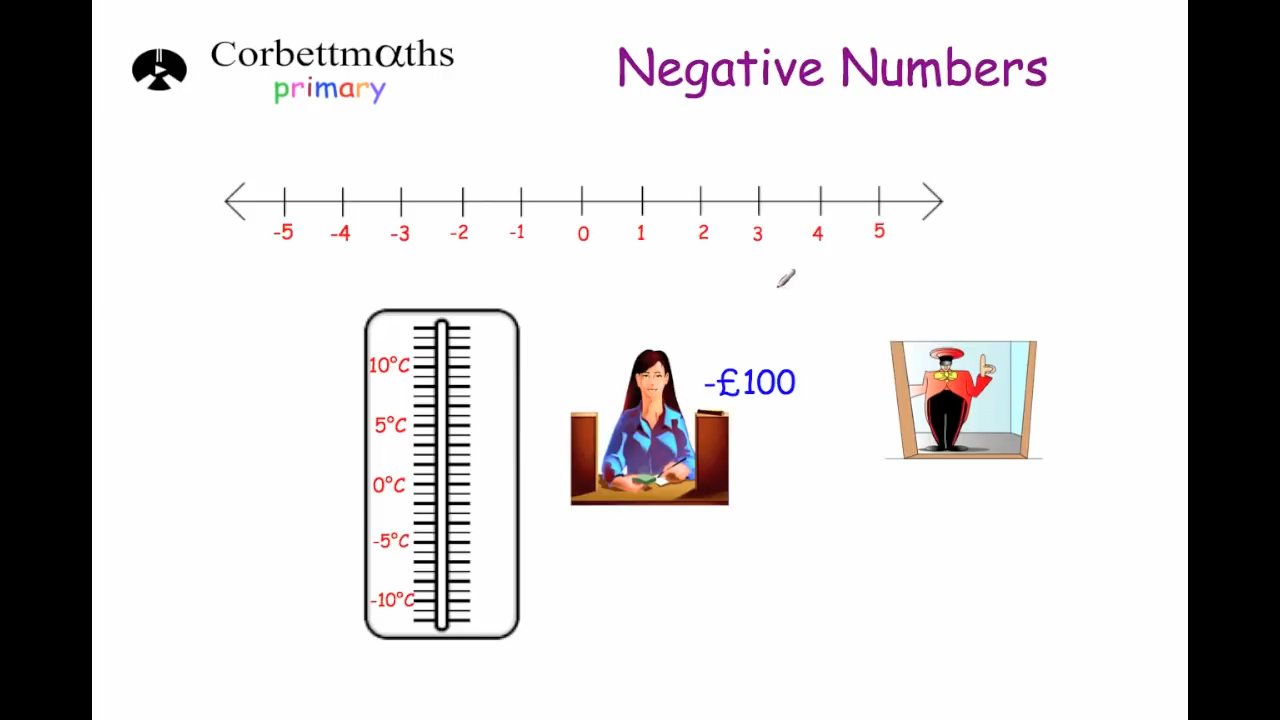 Corbettmαths
primary
Negative Numbers
-5 -4 -3 -2 -1 0 1 2 3 4 5
10°C
5°C
0°C
-5°C
-10°C
-£100